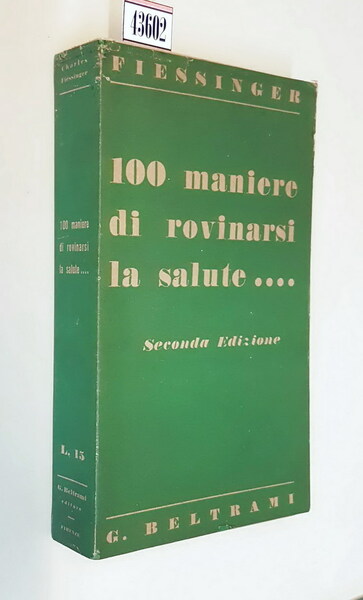 43602
Charles
Fiessinger
100 maniere
di rovinarsi
la salute....
L. 15
G. Beltrami
editore
FIRENZE
FIESSINGER
100 maniere
di rovinarsi
la salute....
Seconda Edizione
G. BELTRAMI